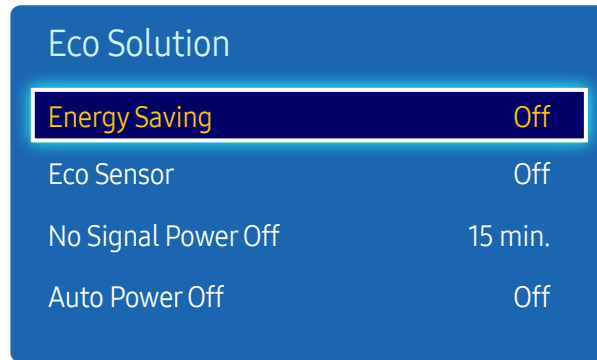 Eco Solution
Energy Saving Off
Eco Sensor Off
No Signal Power Off 15 min.
Auto Power Off Off